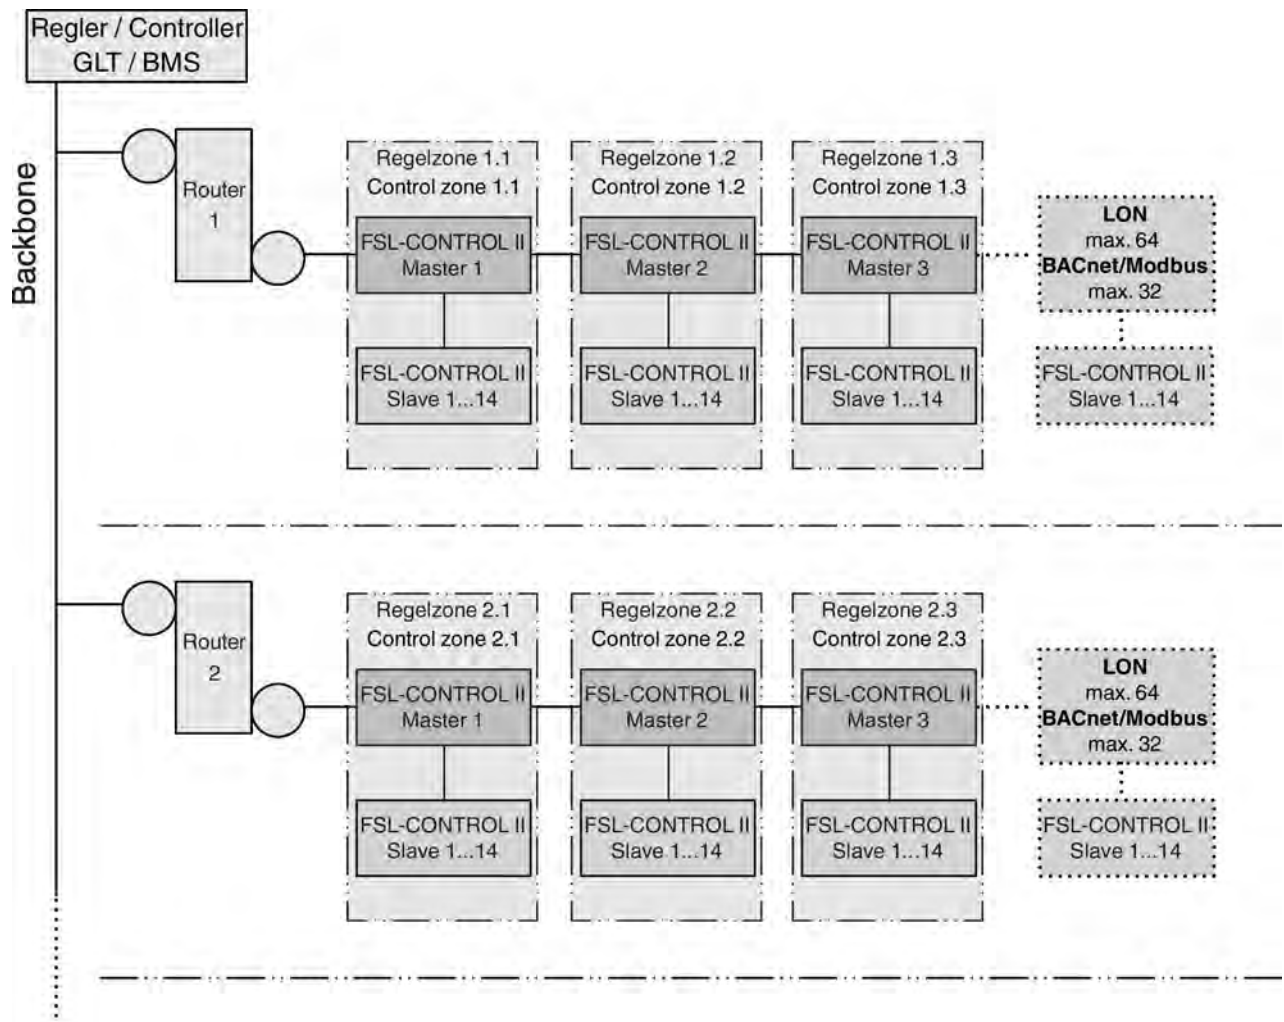 Regler / Controller
GLT / BMS
Backbone
Router
1
Regelzone 1.1
Control zone 1.1
FSL-CONTROL II
Master 1
FSL-CONTROL II
Slave 1...14
Regelzone 1.2
Control zone 1.2
FSL-CONTROL II
Master 2
FSL-CONTROL II
Slave 1...14
Regelzone 1.3
Control zone 1.3
FSL-CONTROL II
Master 3
FSL-CONTROL II
Slave 1...14
LON
max. 64
BACnet/Modbus
max. 32
FSL-CONTROL II
Slave 1...14
Router
2
Regelzone 2.1
Control zone 2.1
FSL-CONTROL II
Master 1
FSL-CONTROL II
Slave 1...14
Regelzone 2.2
Control zone 2.2
FSL-CONTROL II
Master 2
FSL-CONTROL II
Slave 1...14
Regelzone 2.3
Control zone 2.3
FSL-CONTROL II
Master 3
FSL-CONTROL II
Slave 1...14
LON
max. 64
BACnet/Modbus
max. 32
FSL-CONTROL II
Slave 1...14